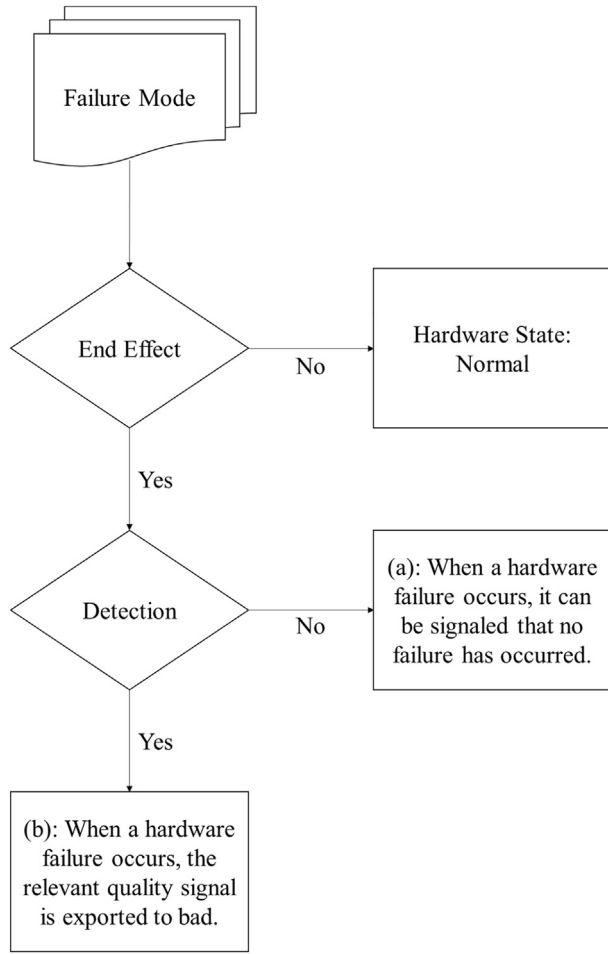 Failure Mode
End Effect
No
Hardware State:
Normal
Yes
Detection
No
(a): When a hardware
failure occurs, it can
be signaled that no
failure has occurred.
Yes
(b): When a hardware
failure occurs, the
relevant quality signal
is exported to bad.